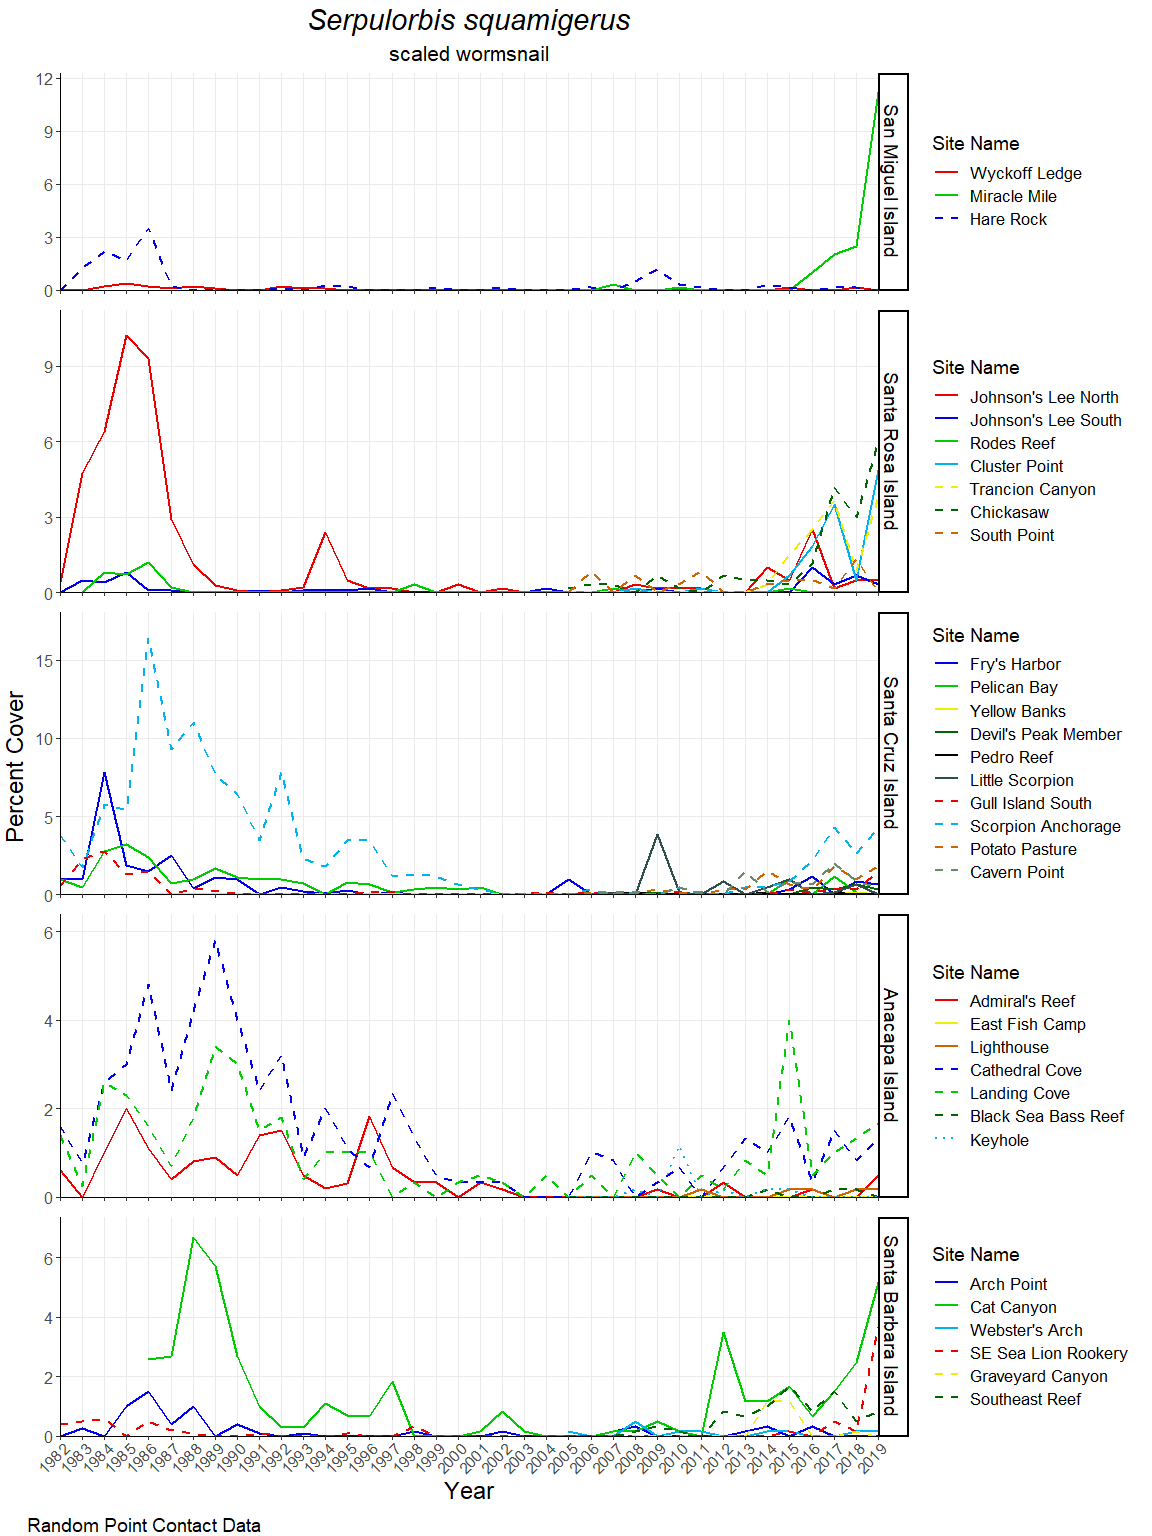 Serpulorbis squamigerus
scaled wormsnail
Percent Cover
12
9
6
3
0
San Miguel Island
Site Name
Wyckoff Ledge
Miracle Mile
Hare Rock
9
6
3
0
Santa Rosa Island
Site Name
Johnson's Lee North
Johnson's Lee South
Rodes Reef
Cluster Point
Trancion Canyon
Chickasaw
South Point
15
10
5
0
Santa Cruz Island
Site Name
Fry's Harbor
Pelican Bay
Yellow Banks
Devil's Peak Member
Pedro Reef
Little Scorpion
Gull Island South
Scorpion Anchorage
Potato Pasture
Cavern Point
6
4
2
0
Anacapa Island
Site Name
Admiral's Reef
East Fish Camp
Lighthouse
Cathedral Cove
Landing Cove
Black Sea Bass Reef
Keyhole
6
4
2
0
Santa Barbara Island
Site Name
Arch Point
Cat Canyon
Webster's Arch
SE Sea Lion Rookery
Graveyard Canyon
Southeast Reef
1982 1983 1984 1985 1986 1987 1988 1989 1990 1991 1992 1993 1994 1995 1996 1997 1998 1999 2000 2001 2002 2003 2004 2005 2006 2007 2008 2009 2010 2011 2012 2013 2014 2015 2016 2017 2018 2019
Year
Random Point Contact Data